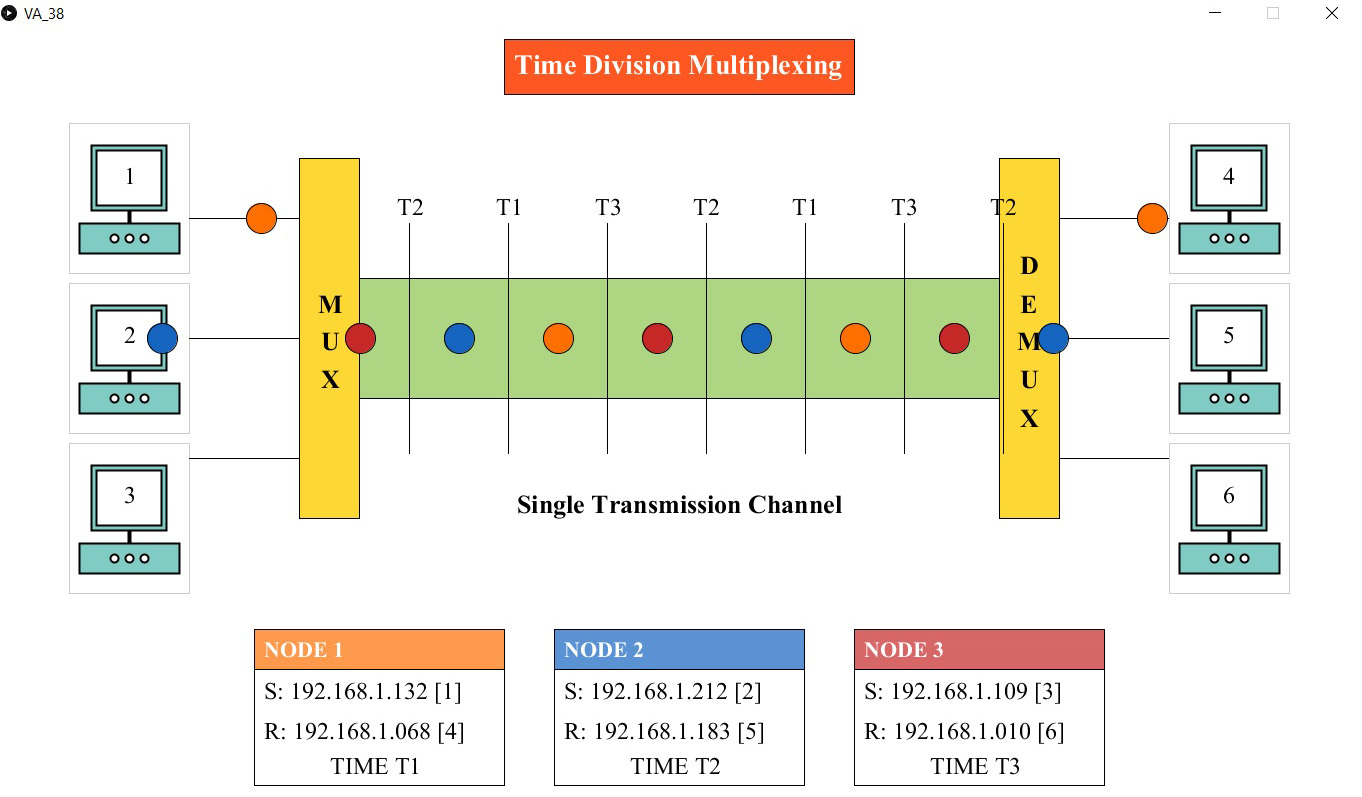 VA_38
Time Division Multiplexing
1
4
T2 T1 T3 T2 T1 T3 T2
M
U
X
D
E
M
U
X
2
5
3
6
Single Transmission Channel
NODE 1
S: 192.168.1.132 [1]
R: 192.168.1.068 [4]
TIME T1
NODE 2
S: 192.168.1.212 [2]
R: 192.168.1.183 [5]
TIME T2
NODE 3
S: 192.168.1.109 [3]
R: 192.168.1.010 [6]
TIME T3